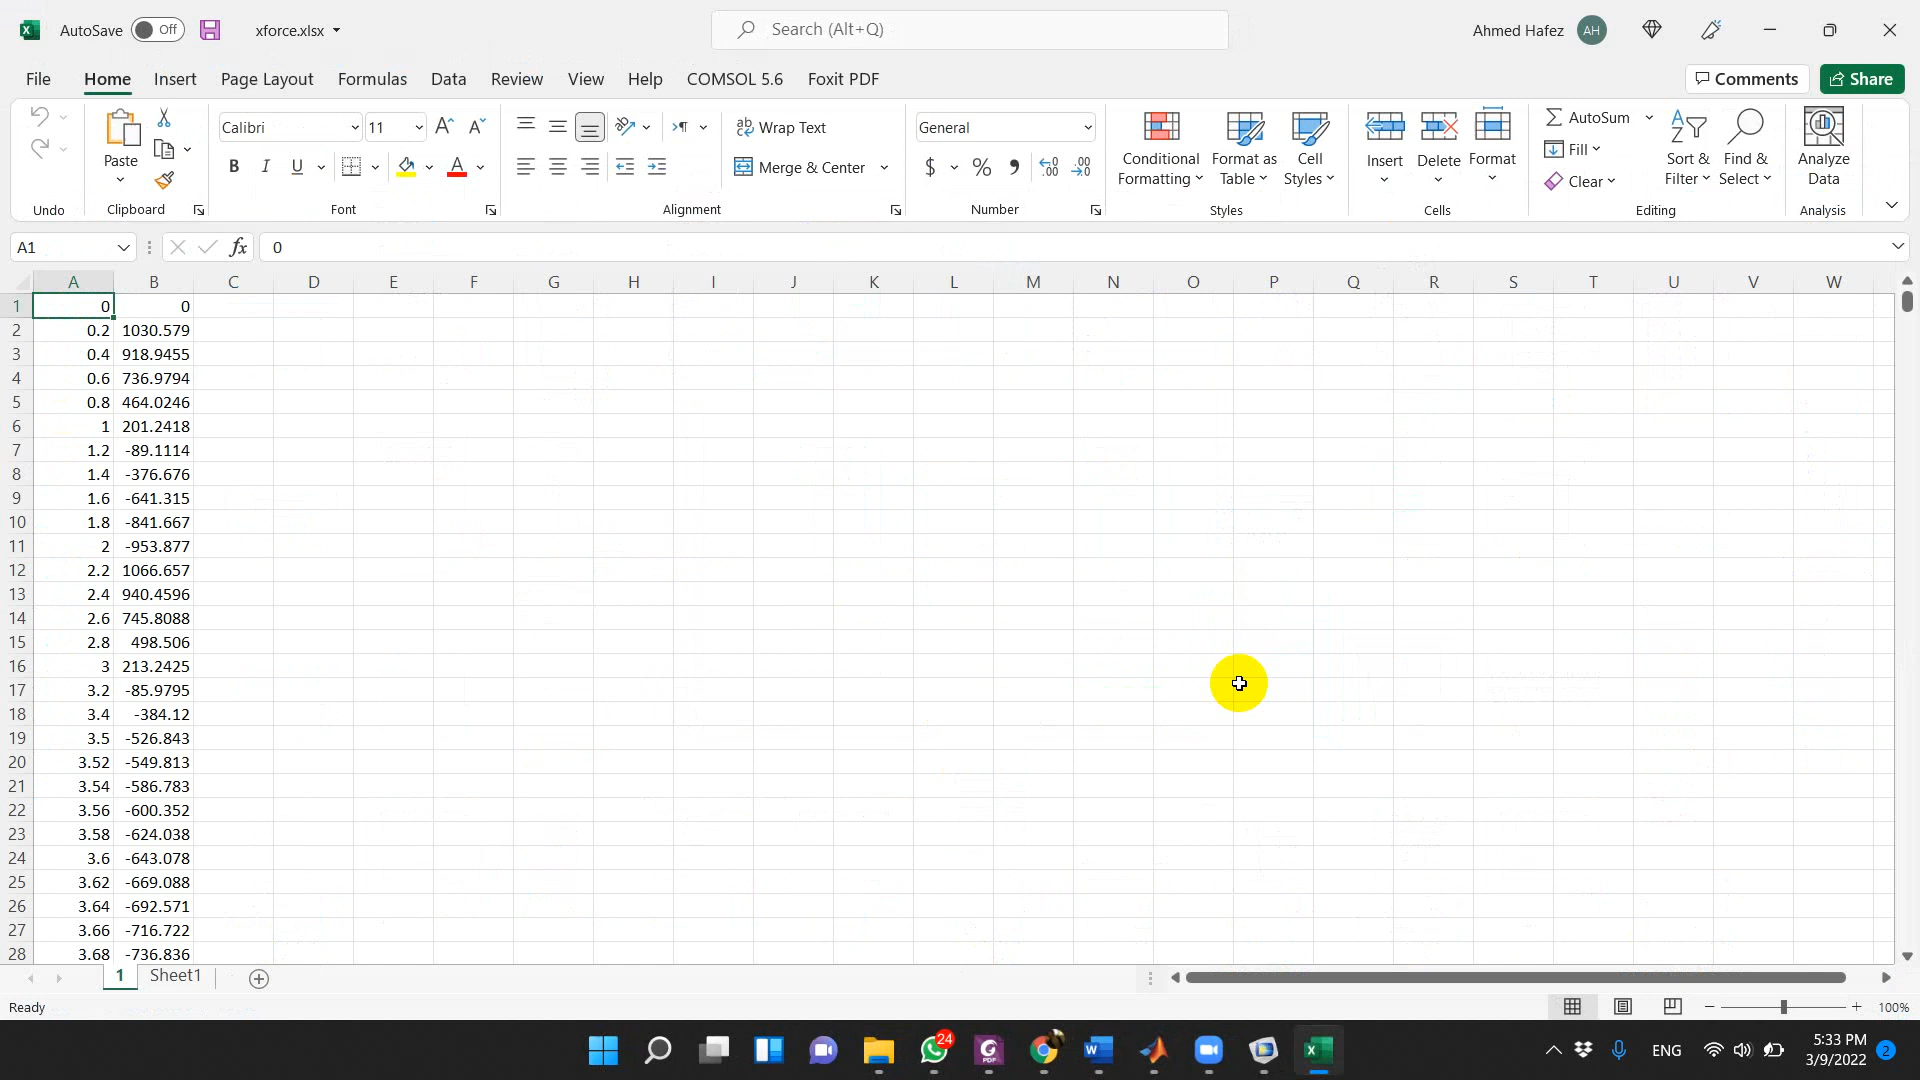 AutoSave Off xforce.xlsx Search (Alt+Q) Ahmed Hafez AH
File Home Insert Page Layout Formulas Data Review View Help COMSOL 5.6 Foxit PDF Comments Share
Calibri 11 Wrap Text General AutoSum
Paste Merge & Center $ % Conditional Formatting Format as Table Cell Styles Insert Delete Format Fill Sort & Filter Find & Select Analyze Data
B I U A Clear
Undo Clipboard Font Alignment Number Styles Cells Editing Analysis
A1 fx 0
A B C D E F G H I J K L M N O P Q R S T U V W
1 0 0
2 0.2 1030.579
3 0.4 918.9455
4 0.6 736.9794
5 0.8 464.0246
6 1 201.2418
7 1.2 -89.1114
8 1.4 -376.676
9 1.6 -641.315
10 1.8 -841.667
11 2 -953.877
12 2.2 1066.657
13 2.4 940.4596
14 2.6 745.8088
15 2.8 498.506
16 3 213.2425
17 3.2 -85.9795
18 3.4 -384.12
19 3.5 -526.843
20 3.52 -549.813
21 3.54 -586.783
22 3.56 -600.352
23 3.58 -624.038
24 3.6 -643.078
25 3.62 -669.088
26 3.64 -692.571
27 3.66 -716.722
28 3.68 -736.836
1 Sheet1
Ready 100%
24 ENG 5:33 PM
3/9/2022 2